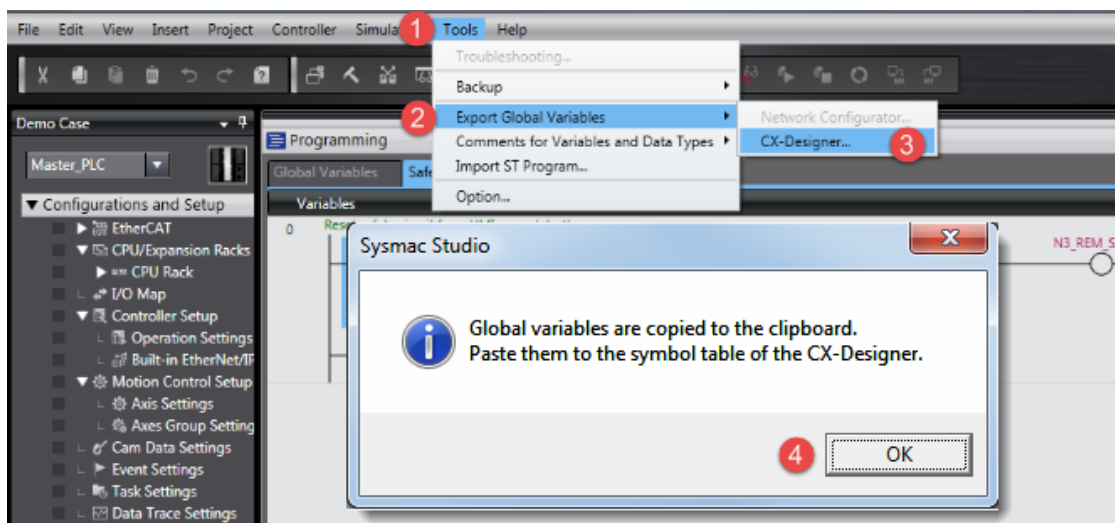 File Edit View Insert Project Controller Simula 1 Tools Help
Troubleshooting...
Backup
2 Export Global Variables
Network Configurator...
CX-Designer... 3
Comments for Variables and Data Types
Import ST Program...
Option...
Demo Case
Master_PLC
Configurations and Setup
EtherCAT
CPU/Expansion Racks
CPU Rack
I/O Map
Controller Setup
Operation Settings
Built-in EtherNet/IP
Motion Control Setup
Axis Settings
Axes Group Setting
Cam Data Settings
Event Settings
Task Settings
Data Trace Settings
Programming
Global Variables Safe
Variables
0
N3_REM_S
Sysmac Studio
Global variables are copied to the clipboard.
Paste them to the symbol table of the CX-Designer.
4 OK